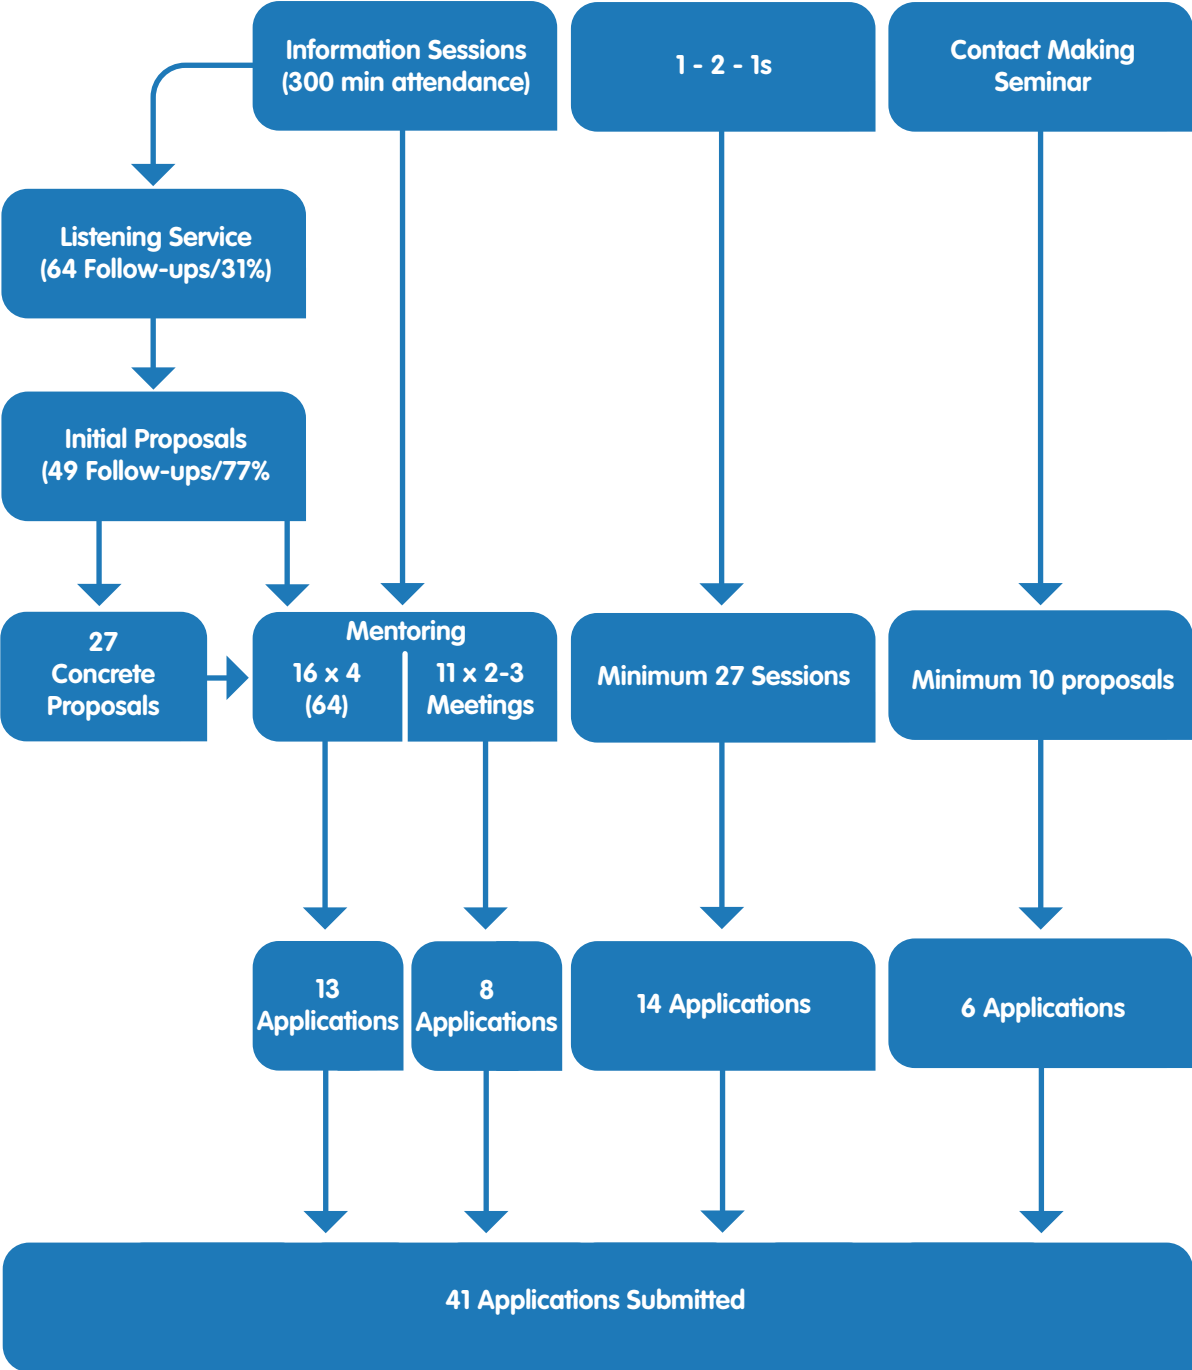 Information Sessions
(300 min attendance)
1 - 2 - 1s
Contact Making
Seminar
Listening Service
(64 Follow-ups/31%)
Initial Proposals
(49 Follow-ups/77%
27
Concrete
Proposals
Mentoring
16 x 4
(64)
11 x 2-3
Meetings
Minimum 27 Sessions
Minimum 10 proposals
13
Applications
8
Applications
14 Applications
6 Applications
41 Applications Submitted